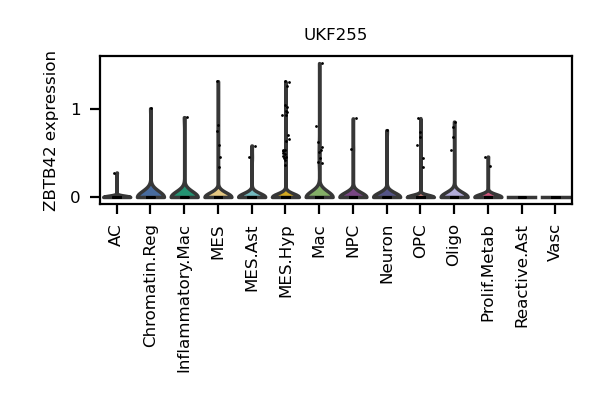 UKF255
ZBTB42 expression
1
0
AC
Chromatin.Reg
Inflammatory.Mac
MES
MES.Ast
MES.Hyp
Mac
NPC
Neuron
OPC
Oligo
Prolif.Metab
Reactive.Ast
Vasc